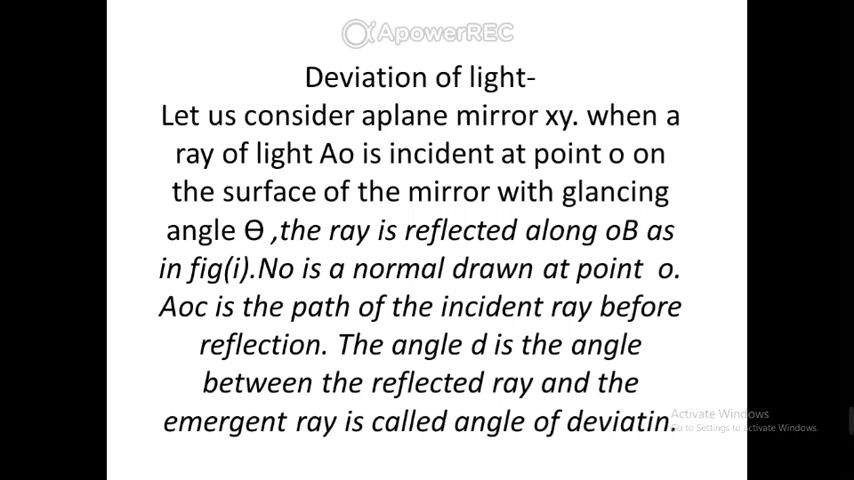 ApowerREC
Deviation of light-
Let us consider aplane mirror xy. when a
ray of light Ao is incident at point o on
the surface of the mirror with glancing
angle ϴ ,the ray is reflected along oB as
in fig(i).No is a normal drawn at point o.
Aoc is the path of the incident ray before
reflection. The angle d is the angle
between the reflected ray and the
emergent ray is called angle of deviatin.
Activate Windows
Go to Settings to activate Windows.